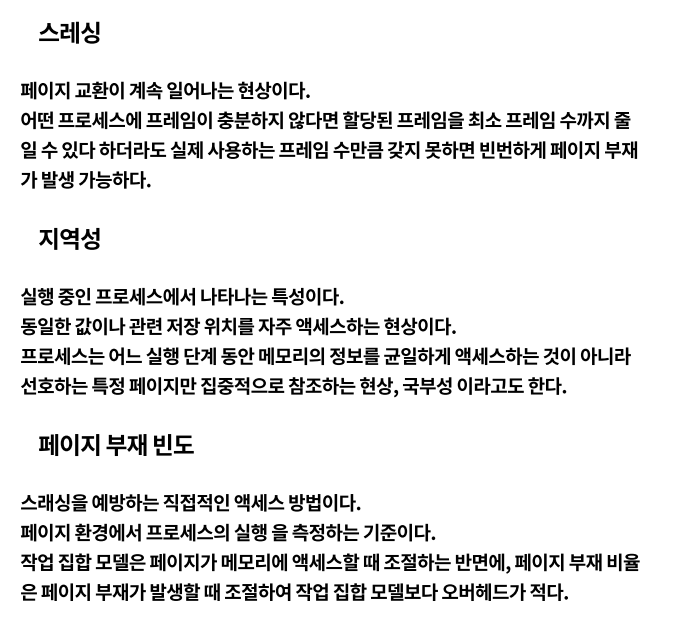 스레싱
페이지 교환이 계속 일어나는 현상이다.
어떤 프로세스에 프레임이 충분하지 않다면 할당된 프레임을 최소 프레임 수까지 줄
일 수 있다 하더라도 실제 사용하는 프레임 수만큼 갖지 못하면 빈번하게 페이지 부재
가 발생 가능하다.
지역성
실행 중인 프로세스에서 나타나는 특성이다.
동일한 값이나 관련 저장 위치를 자주 액세스하는 현상이다.
프로세스는 어느 실행 단계 동안 메모리의 정보를 균일하게 액세스하는 것이 아니라
선호하는 특정 페이지만 집중적으로 참조하는 현상, 국부성 이라고도 한다.
페이지 부재 빈도
스래싱을 예방하는 직접적인 액세스 방법이다.
페이지 환경에서 프로세스의 실행 을 측정하는 기준이다.
작업 집합 모델은 페이지가 메모리에 액세스할 때 조절하는 반면에, 페이지 부재 비율
은 페이지 부재가 발생할 때 조절하여 작업 집합 모델보다 오버헤드가 적다.